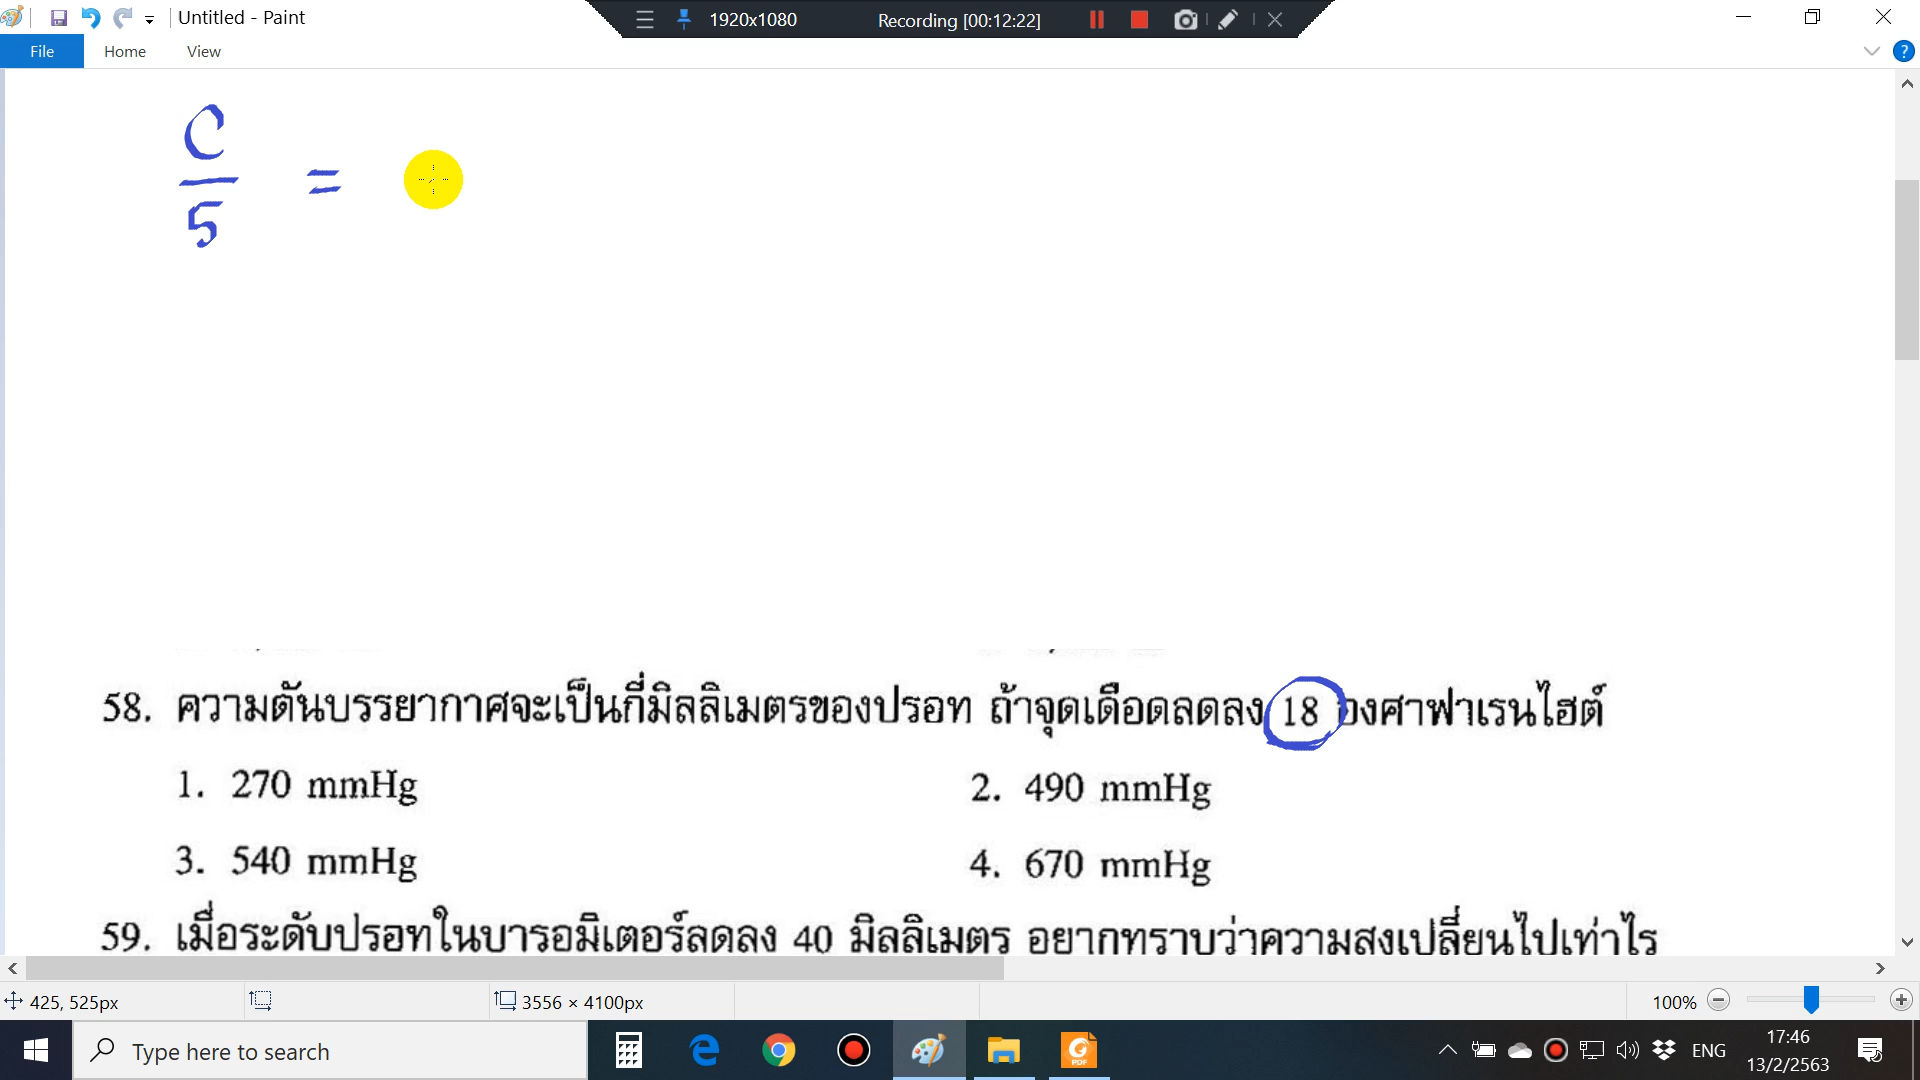 Untitled - Paint
1920x1080
Recording [00:12:22]
File
Home
View
?
C
5
=
58. ความดันบรรยากาศจะเป็นกี่มิลลิเมตรของปรอท ถ้าจุดเดือดลดลง 18 องศาฟาเรนไฮต์
1. 270 mmHg
2. 490 mmHg
3. 540 mmHg
4. 670 mmHg
59. เมื่อระดับปรอทในบารอมิเตอร์ลดลง 40 มิลลิเมตร อยากทราบว่าความสูงเปลี่ยนไปเท่าไร
425, 525px
3556 × 4100px
100%
Type here to search
ENG
17:46
13/2/2563